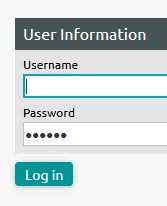 User Information
Username
Password
••••••
Log in